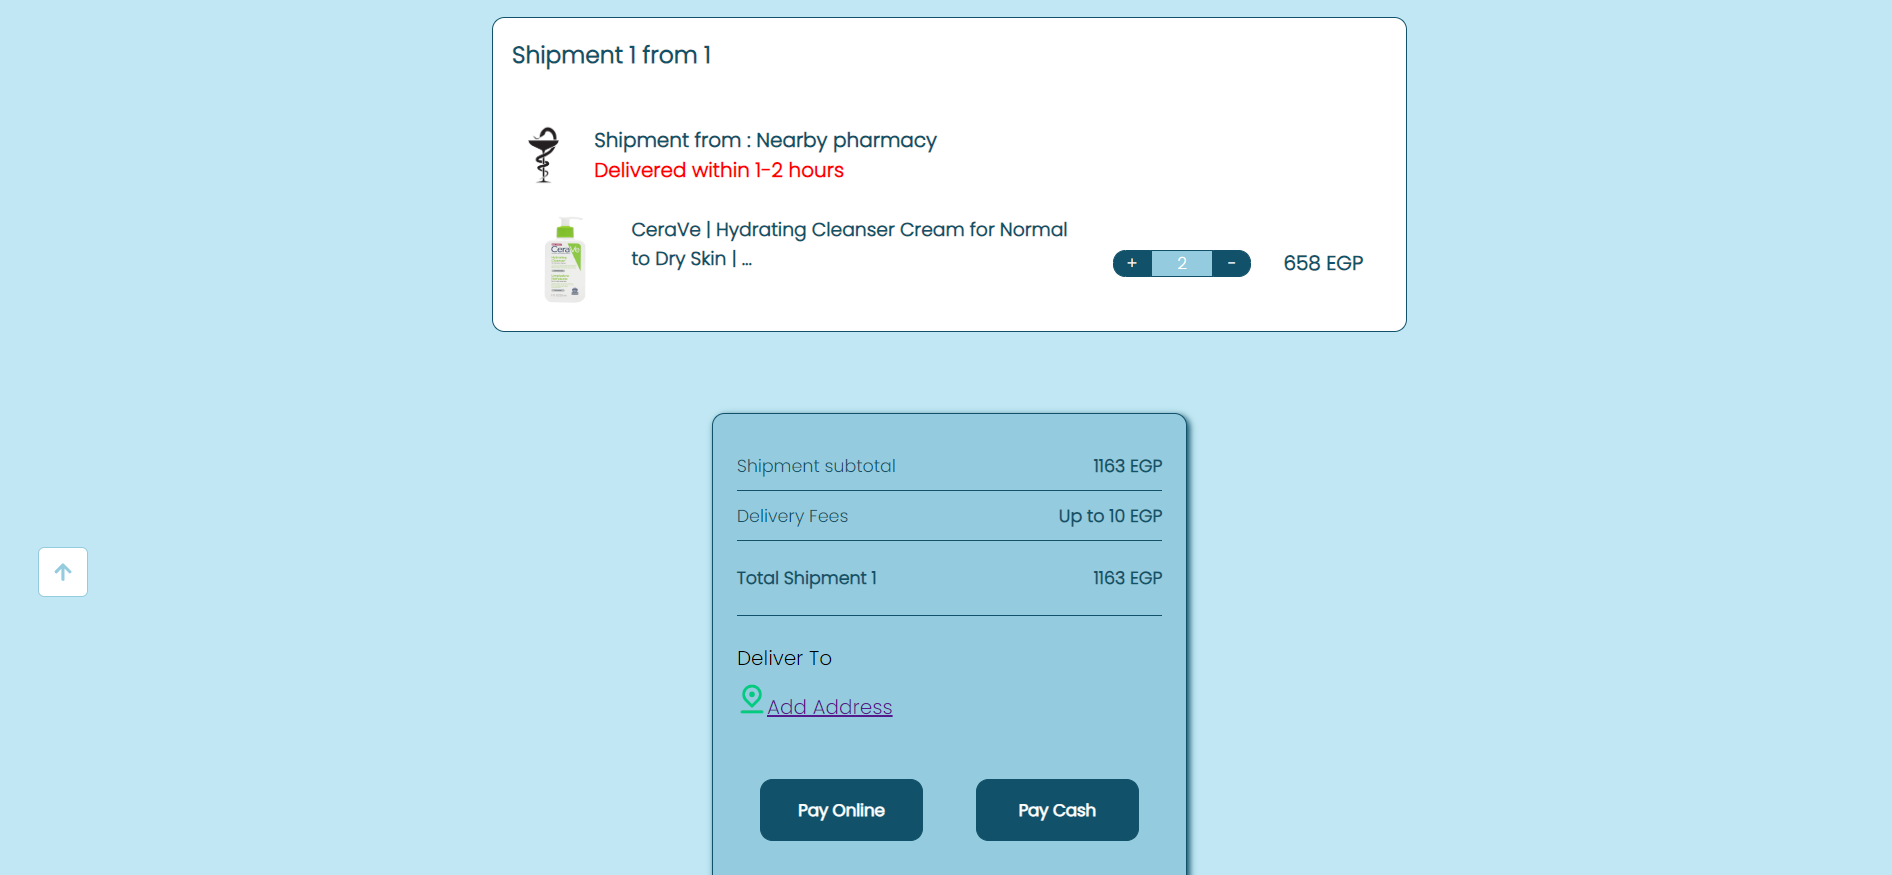 Shipment 1 from 1
Shipment from : Nearby pharmacy
Delivered within 1-2 hours
CeraVe | Hydrating Cleanser Cream for Normal
to Dry Skin | ...
+ 2 - 658 EGP
CeraVe
Shipment subtotal 1163 EGP
Delivery Fees Up to 10 EGP
Total Shipment 1 1163 EGP
Deliver To
Add Address
Pay Online Pay Cash